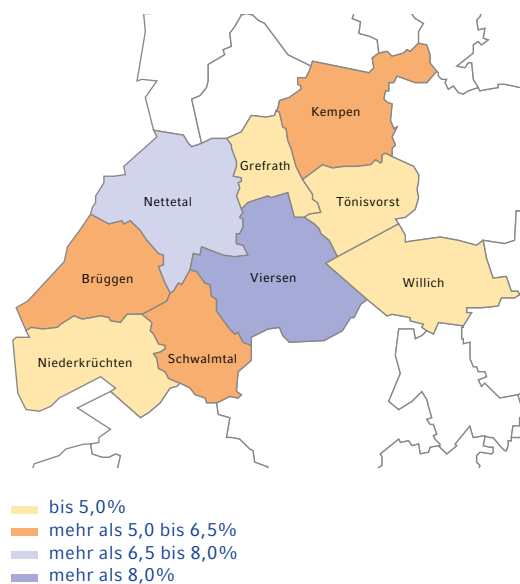 Kempen
Grefrath
Nettetal
Tönisvorst
Brüggen
Viersen
Willich
Niederkrüchten
Schwalmtal
bis 5,0%
mehr als 5,0 bis 6,5%
mehr als 6,5 bis 8,0%
mehr als 8,0%